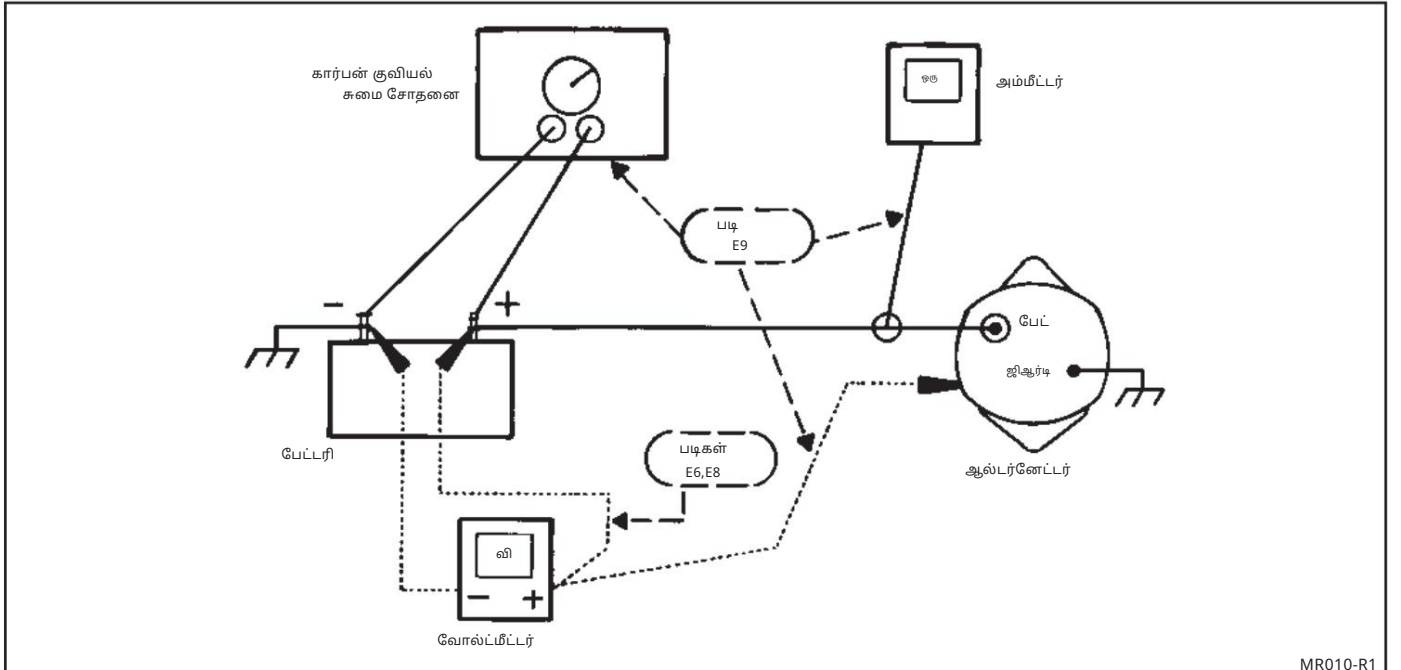 கார்பன் குவியல்
சுமை சோதனை
ஒரு
அம்மீட்டர்
படி
E9
− +
பேட்
ஜிஆர்டி
பேட்டரி
படிகள்
E6,E8
ஆல்டர்னேட்டர்
வி
− +
வோல்ட்மீட்டர்
MR010-R1